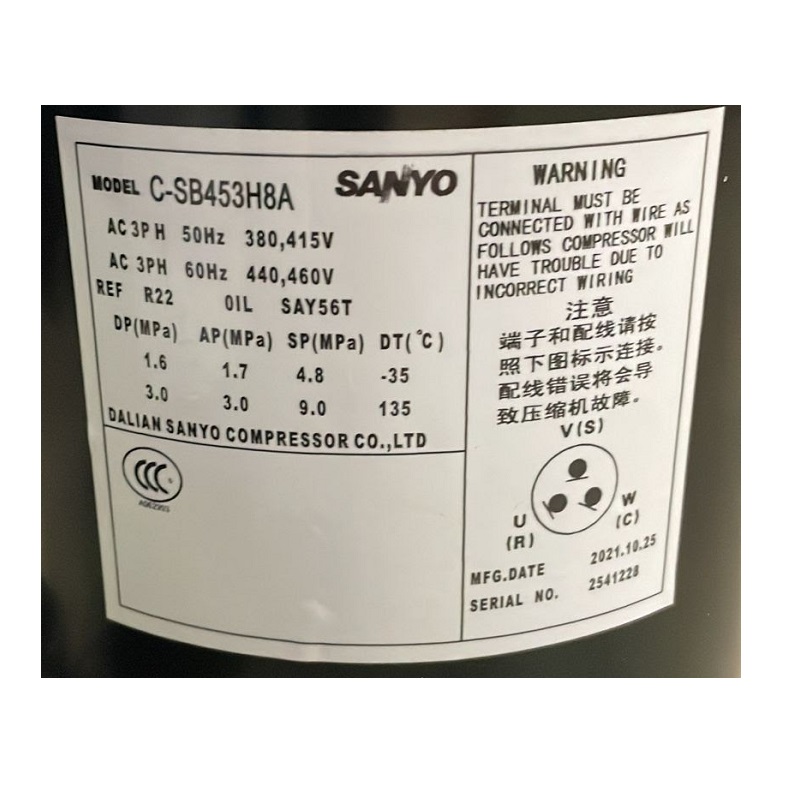 MODEL C-SB453H8A SANYO
AC 3PH 50Hz 380,415V
AC 3PH 60Hz 440,460V
REF R22 OIL SAY56T
DP(MPa) AP(MPa) SP(MPa) DT(°C)
1.6 1.7 4.8 -35
3.0 3.0 9.0 135
DALIAN SANYO COMPRESSOR CO.,LTD
CCC
WARNING
TERMINAL MUST BE
CONNECTED WITH WIRE AS
FOLLOWS COMPRESSOR WILL
HAVE TROUBLE DUE TO
INCORRECT WIRING
注意
端子和配线请按
照下图标示连接。
配线错误将会导
致压缩机故障。
V(S)
U
(R)
W
(C)
MFG.DATE 2021.10.25
SERIAL NO. 2541228